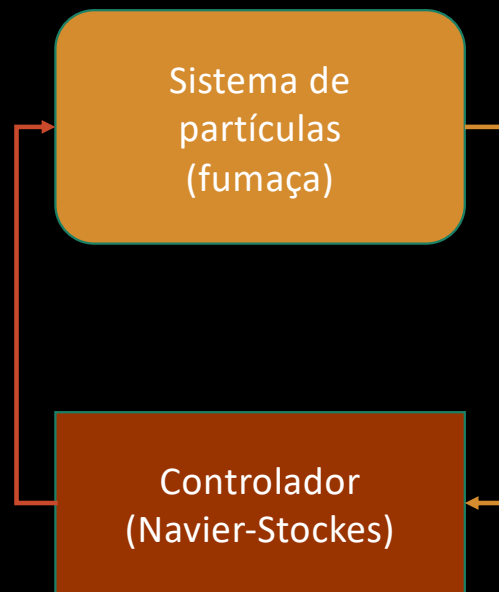 Sistema de
partículas
(fumaça)
Controlador
(Navier-Stockes)